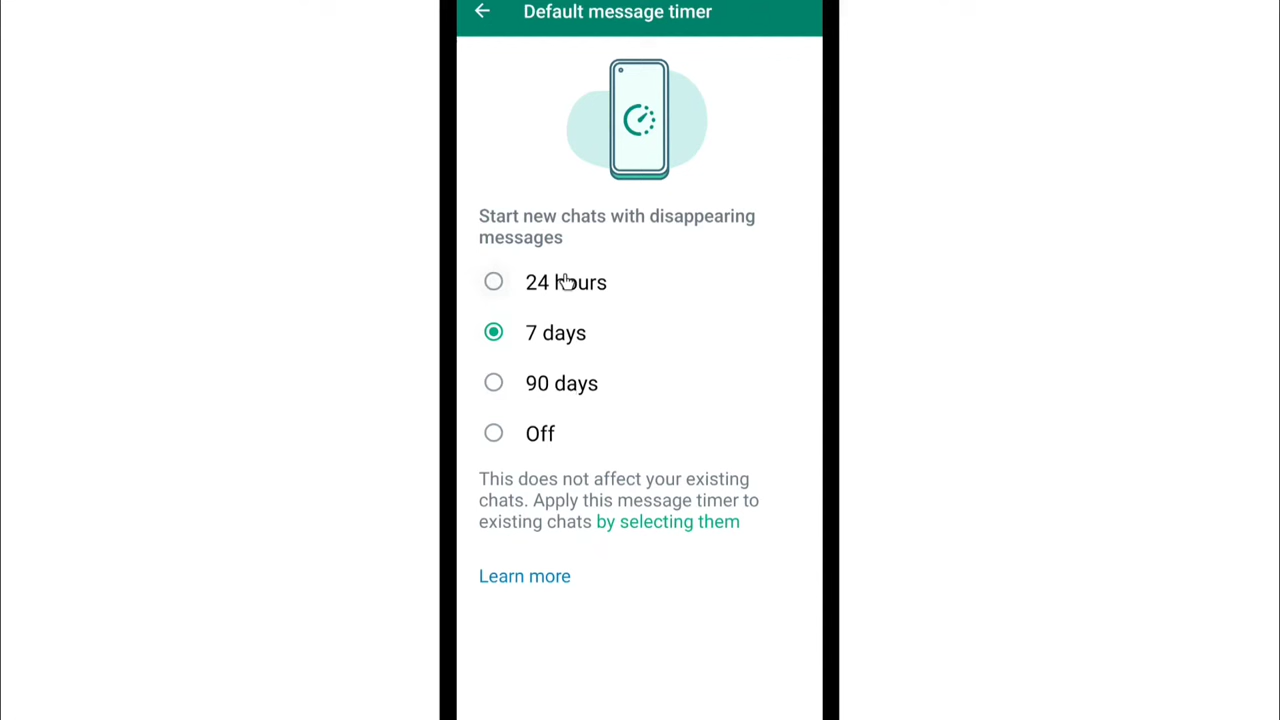 Default message timer
Start new chats with disappearing
messages
24 hours
7 days
90 days
Off
This does not affect your existing
chats. Apply this message timer to
existing chats by selecting them
Learn more